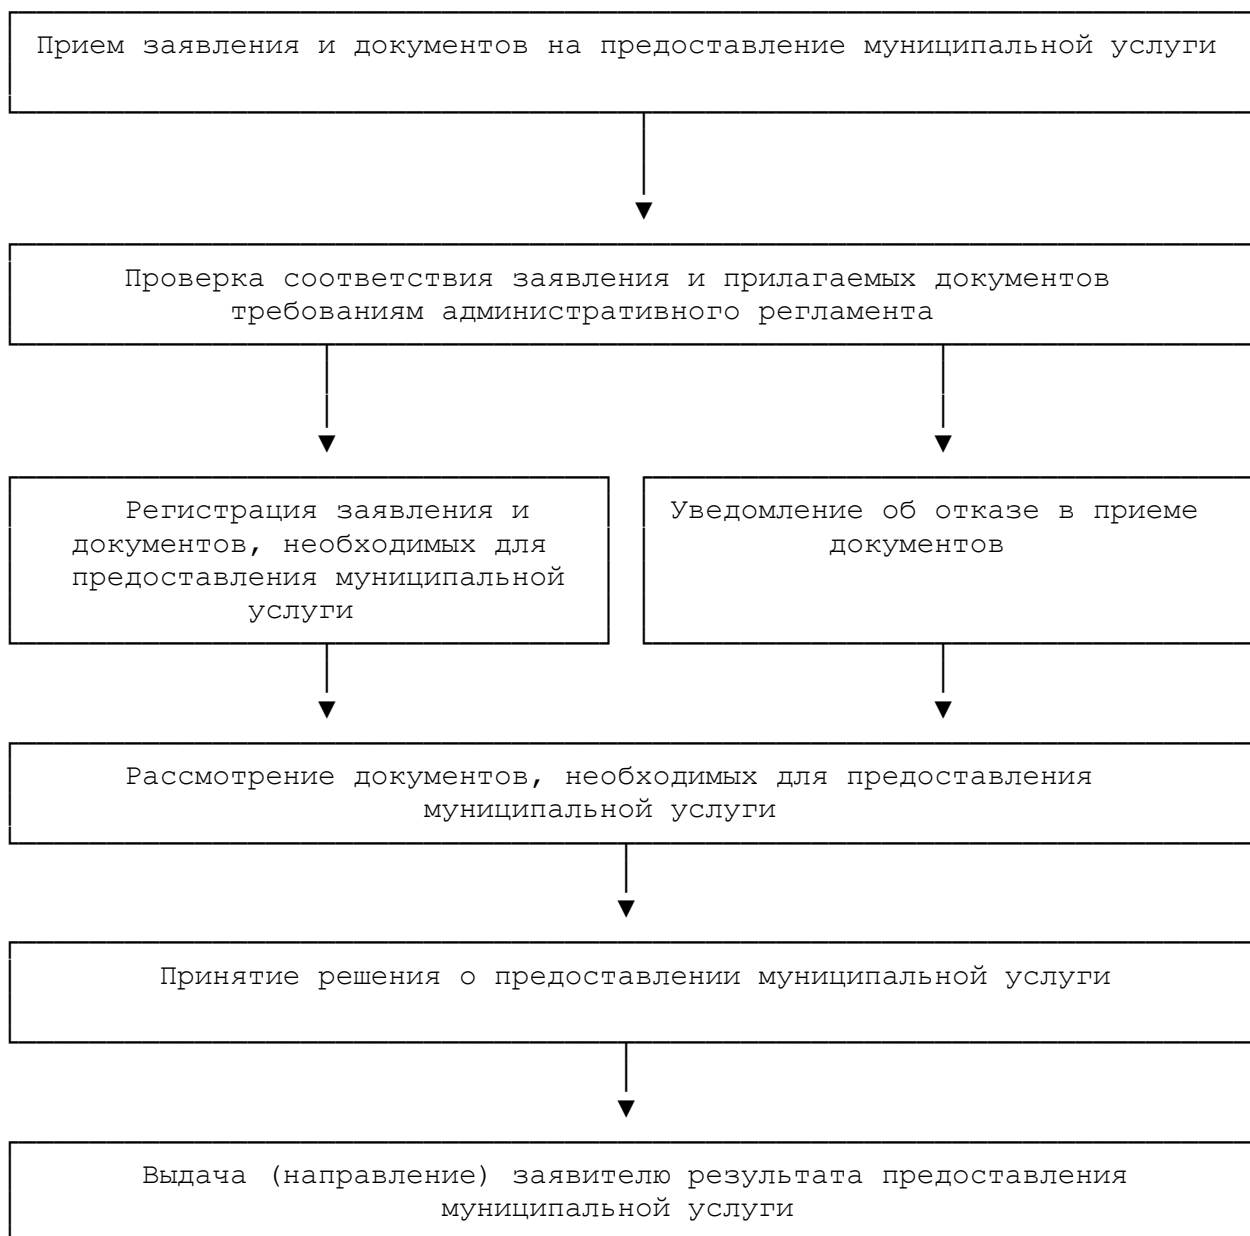 Прием заявления и документов на предоставление муниципальной услуги
Проверка соответствия заявления и прилагаемых документов
требованиям административного регламента
Регистрация заявления и
документов, необходимых для
предоставления муниципальной
услуги
Уведомление об отказе в приеме
документов
Рассмотрение документов, необходимых для предоставления
муниципальной услуги
Принятие решения о предоставлении муниципальной услуги
Выдача (направление) заявителю результата предоставления
муниципальной услуги